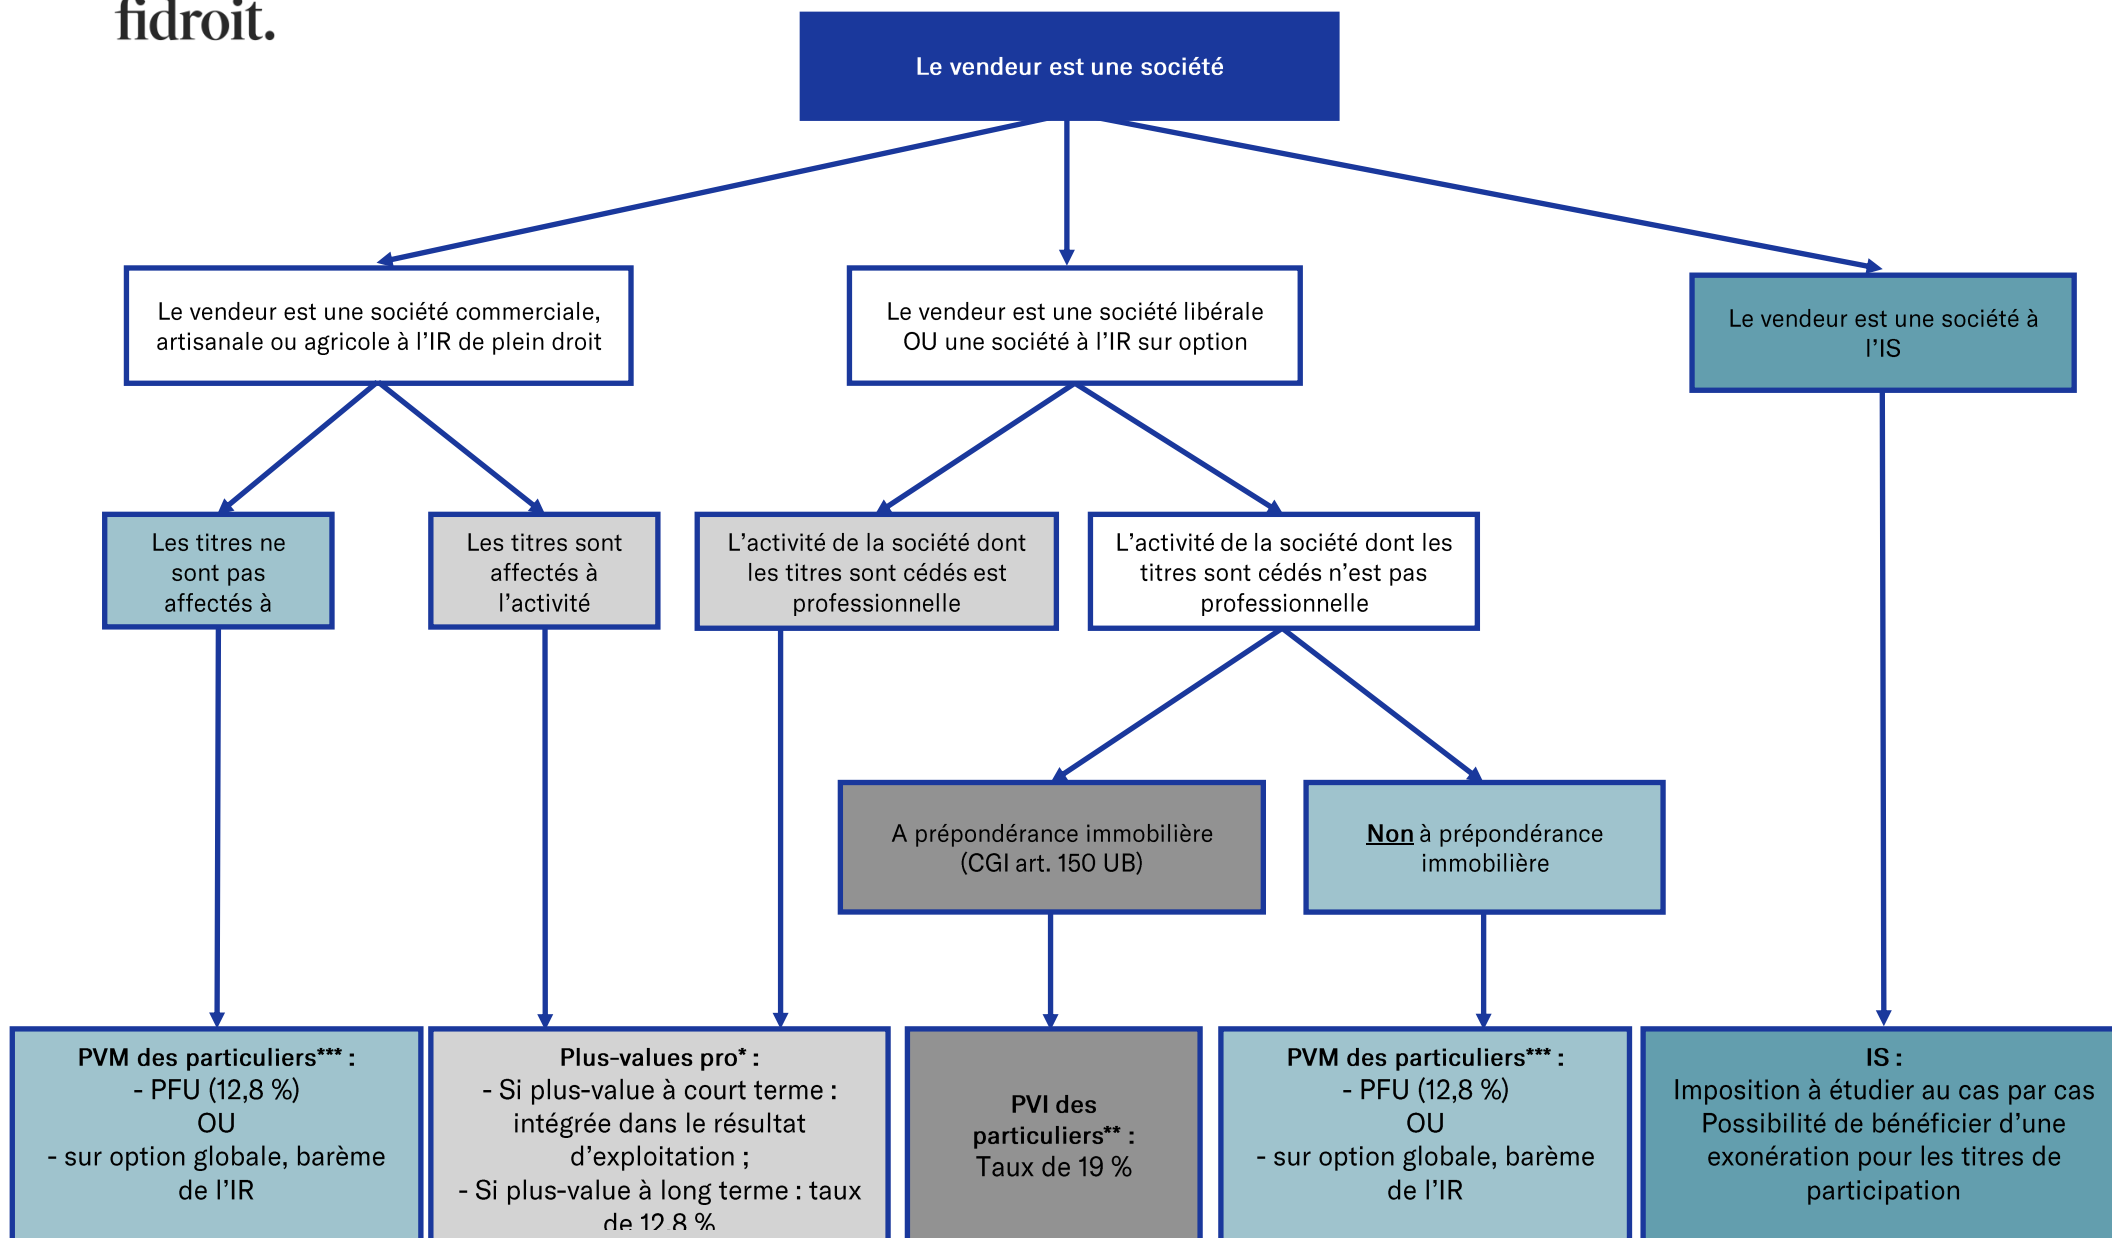 fidroit.
Le vendeur est une société
Le vendeur est une société commerciale,
artisanale ou agricole à l'IR de plein droit
Le vendeur est une société libérale
OU une société à l'IR sur option
Le vendeur est une société à
l'IS
Les titres ne
sont pas
affectés à
Les titres sont
affectés à
l'activité
L'activité de la société dont
les titres sont cédés est
professionnelle
L'activité de la société dont les
titres sont cédés n'est pas
professionnelle
A prépondérance immobilière
(CGI art. 150 UB)
Non à prépondérance
immobilière
PVM des particuliers*** :
- PFU (12,8 %)
OU
- sur option globale, barème
de l'IR
Plus-values pro* :
- Si plus-value à court terme :
intégrée dans le résultat
d'exploitation ;
- Si plus-value à long terme : taux
de 12,8 %
PVI des
particuliers** :
Taux de 19 %
PVM des particuliers*** :
- PFU (12,8 %)
OU
- sur option globale, barème
de l'IR
IS :
Imposition à étudier au cas par cas
Possibilité de bénéficier d'une
exonération pour les titres de
participation